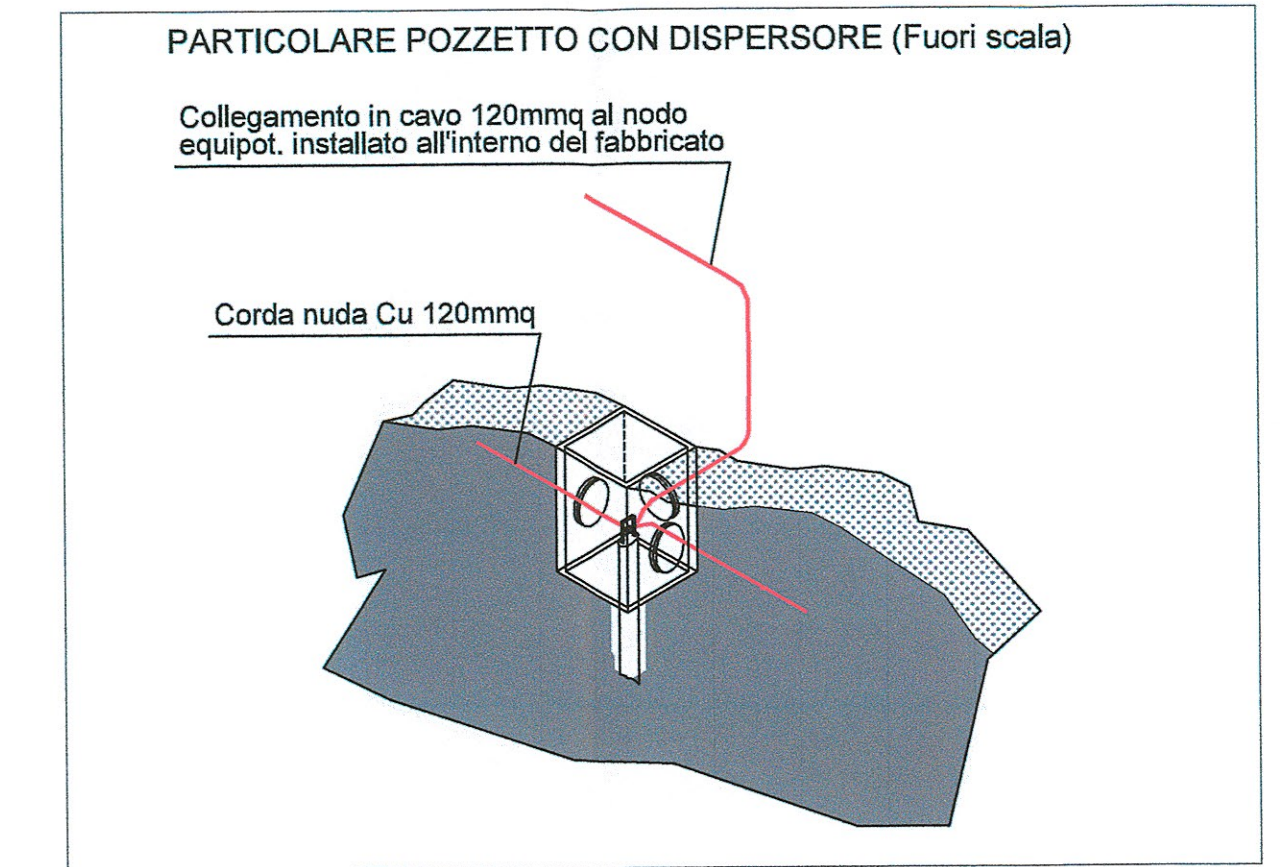 PARTICOLARE POZZETTO CON DISPERSORE (Fuori scala)
Collegamento in cavo 120mmq al nodo
equipot. installato all'interno del fabbricato
Corda nuda Cu 120mmq